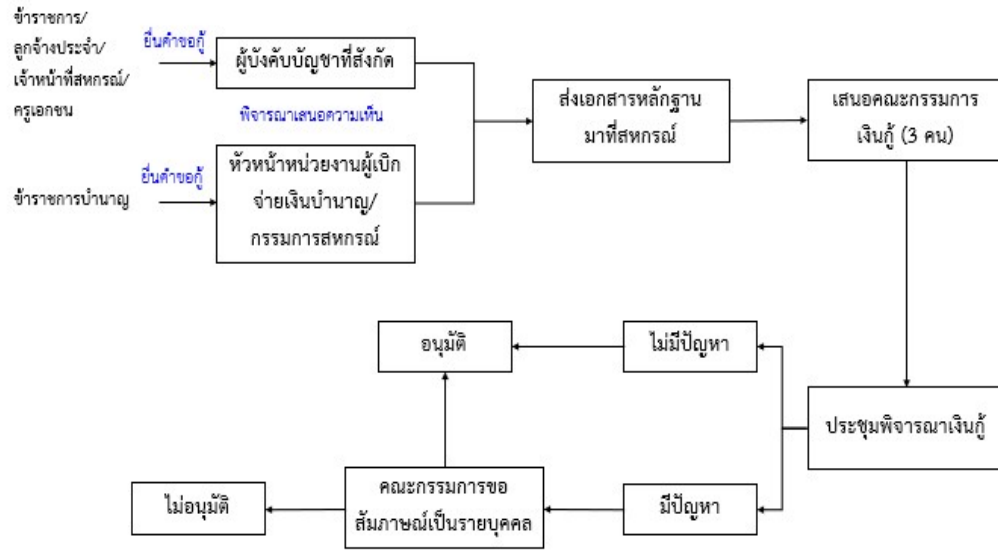 ข้าราชการ/
ลูกจ้างประจำ/
เจ้าหน้าที่สหกรณ์/
ครูเอกชน
ยื่นคำขอกู้
ผู้บังคับบัญชาที่สังกัด
พิจารณาเสนอความเห็น
ข้าราชการบำนาญ
ยื่นคำขอกู้
หัวหน้าหน่วยงานผู้เบิก
จ่ายเงินบำนาญ/
กรรมการสหกรณ์
ส่งเอกสารหลักฐาน
มาที่สหกรณ์
เสนอคณะกรรมการ
เงินกู้ (3 คน)
ประชุมพิจารณาเงินกู้
ไม่มีปัญหา
อนุมัติ
มีปัญหา
คณะกรรมการขอ
สัมภาษณ์เป็นรายบุคคล
ไม่อนุมัติ